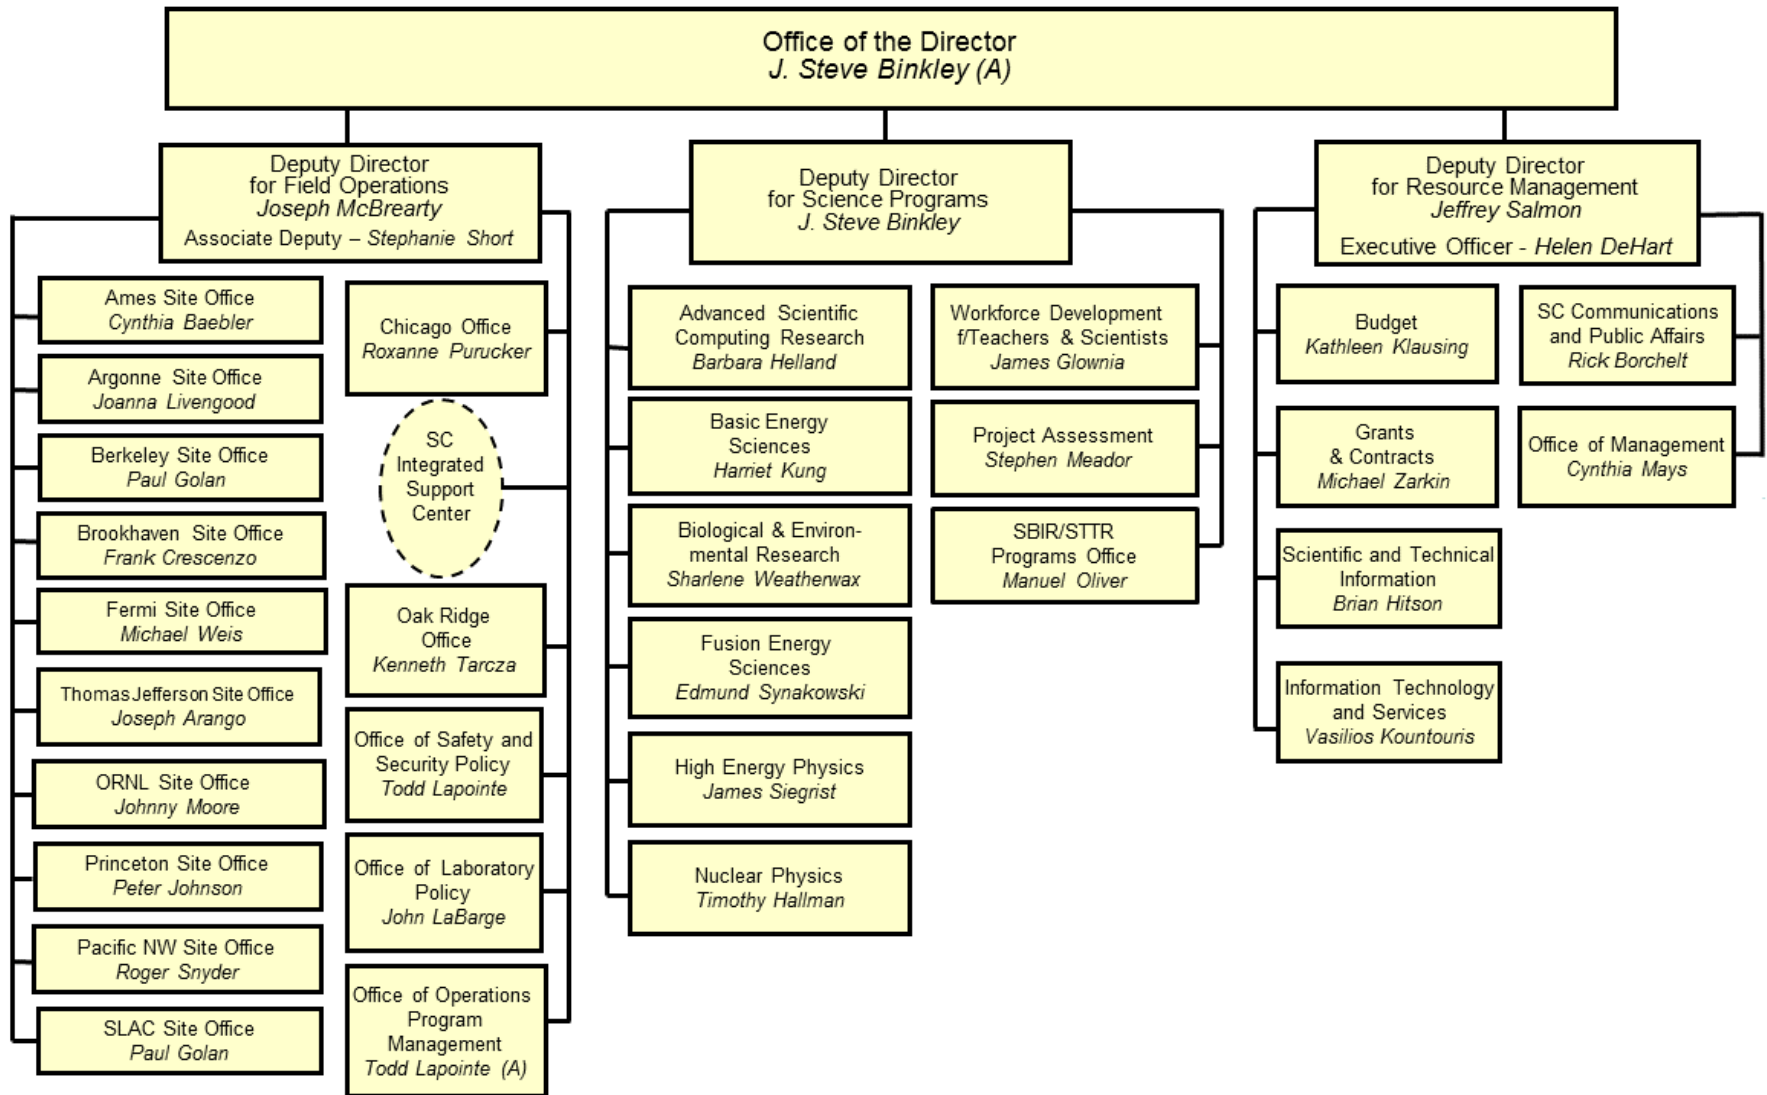 Office of the Director
J. Steve Binkley (A)
Deputy Director
for Field Operations
Joseph McBrearty
Associate Deputy – Stephanie Short
Ames Site Office
Cynthia Baebler
Argonne Site Office
Joanna Livengood
Berkeley Site Office
Paul Golan
Brookhaven Site Office
Frank Crescenzo
Fermi Site Office
Michael Weis
Thomas Jefferson Site Office
Joseph Arango
ORNL Site Office
Johnny Moore
Princeton Site Office
Peter Johnson
Pacific NW Site Office
Roger Snyder
SLAC Site Office
Paul Golan
Chicago Office
Roxanne Purucker
SC
Integrated
Support
Center
Oak Ridge
Office
Kenneth Tarcza
Office of Safety and
Security Policy
Todd Lapointe
Office of Laboratory
Policy
John LaBarge
Office of Operations
Program
Management
Todd Lapointe (A)
Deputy Director
for Science Programs
J. Steve Binkley
Advanced Scientific
Computing Research
Barbara Helland
Basic Energy
Sciences
Harriet Kung
Biological & Environ-
mental Research
Sharlene Weatherwax
Fusion Energy
Sciences
Edmund Synakowski
High Energy Physics
James Siegrist
Nuclear Physics
Timothy Hallman
Workforce Development
f/Teachers & Scientists
James Glownia
Project Assessment
Stephen Meador
SBIR/STTR
Programs Office
Manuel Oliver
Deputy Director
for Resource Management
Jeffrey Salmon
Executive Officer - Helen DeHart
Budget
Kathleen Klausing
Grants
& Contracts
Michael Zarkin
Scientific and Technical
Information
Brian Hitson
Information Technology
and Services
Vasilios Kountouris
SC Communications
and Public Affairs
Rick Borchelt
Office of Management
Cynthia Mays